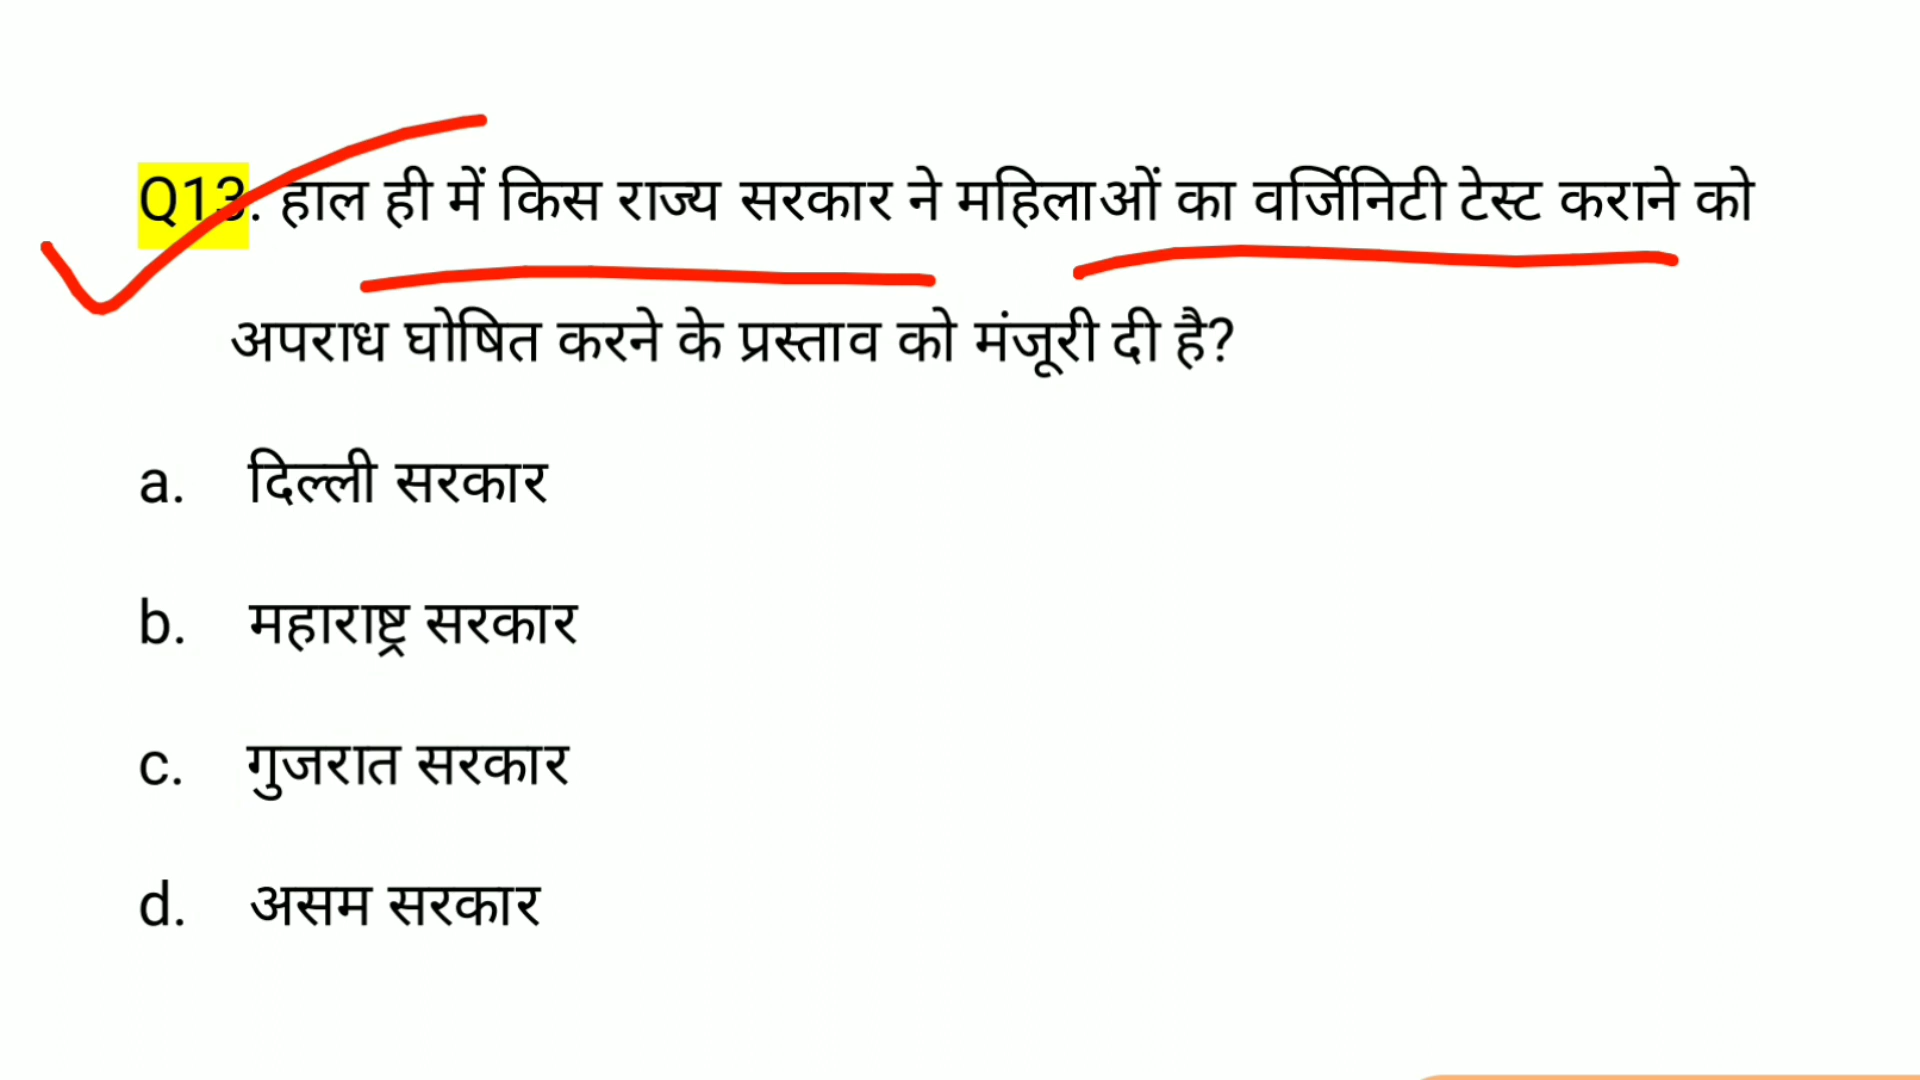 Q13. हाल ही में किस राज्य सरकार ने महिलाओं का वर्जिनिटी टेस्ट कराने को
अपराध घोषित करने के प्रस्ताव को मंजूरी दी है?
a. दिल्ली सरकार
b. महाराष्ट्र सरकार
c. गुजरात सरकार
d. असम सरकार